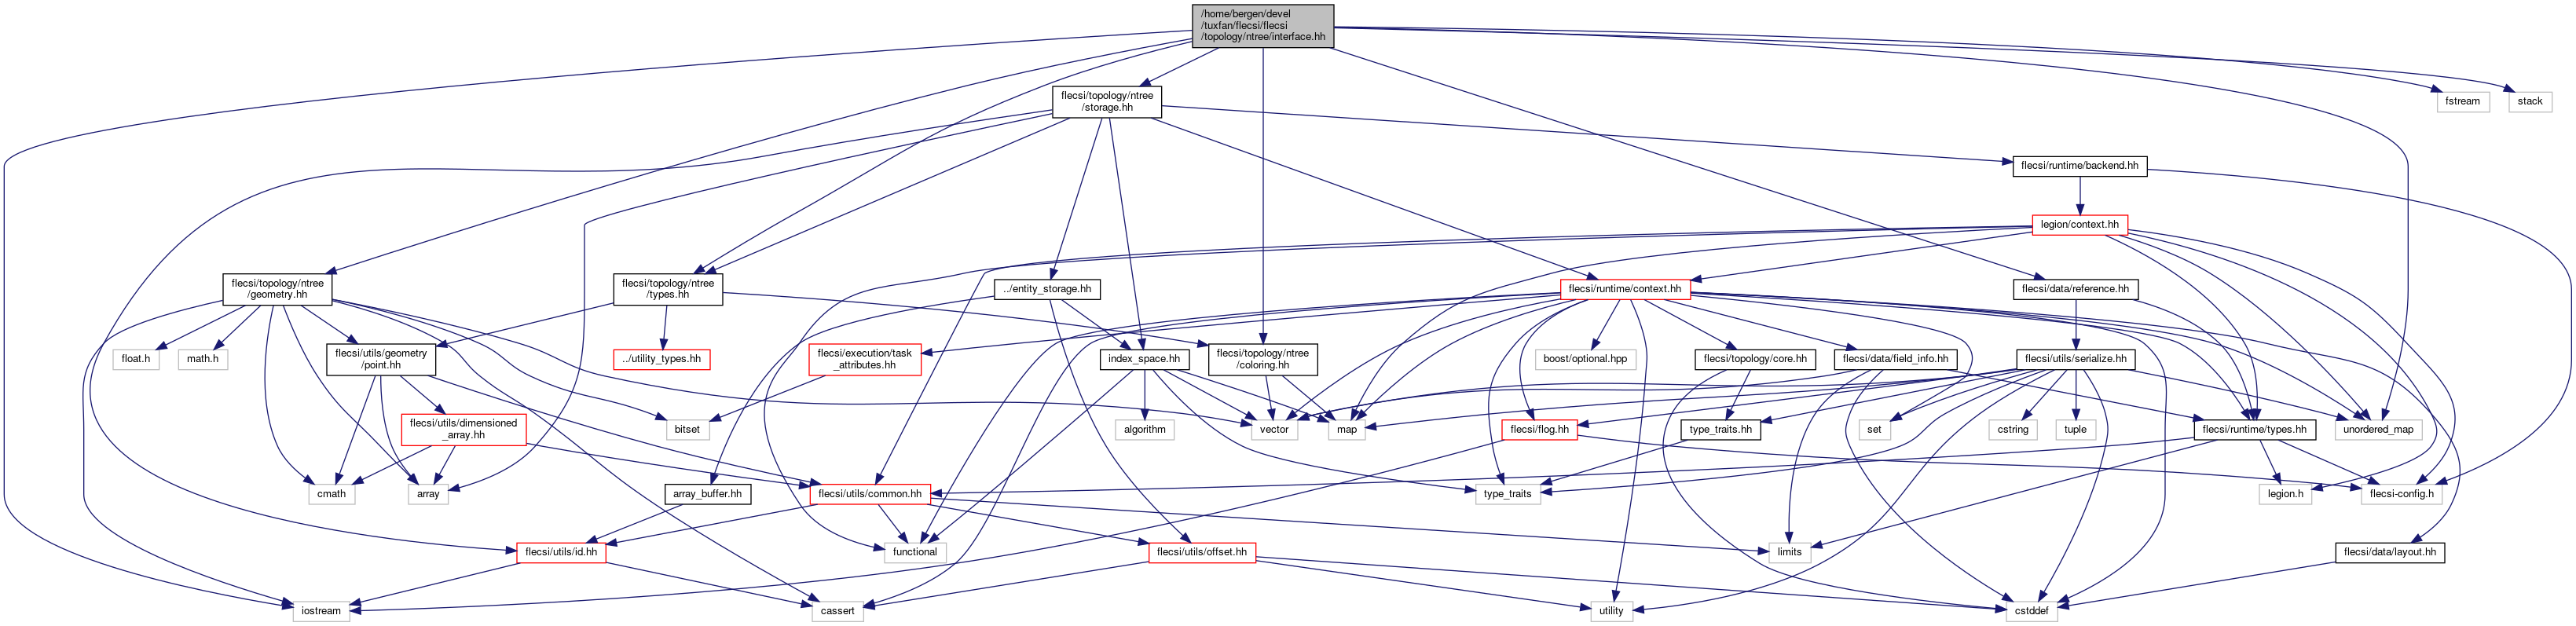 /home/bergen/devel
/tuxfan/flecsi/flecsi
/topology/ntree/interface.hh
flecsi/topology/ntree
/storage.hh
fstream
stack
flecsi/runtime/backend.hh
legion/context.hh
flecsi/topology/ntree
/geometry.hh
flecsi/topology/ntree
/types.hh
../entity_storage.hh
flecsi/runtime/context.hh
flecsi/data/reference.hh
float.h
math.h
flecsi/utils/geometry
/point.hh
../utility_types.hh
flecsi/execution/task
_attributes.hh
index_space.hh
flecsi/topology/ntree
/coloring.hh
boost/optional.hpp
flecsi/topology/core.hh
flecsi/data/field_info.hh
flecsi/utils/serialize.hh
flecsi/utils/dimensioned
_array.hh
bitset
algorithm
vector
map
flecsi/flog.hh
type_traits.hh
set
cstring
tuple
flecsi/runtime/types.hh
unordered_map
cmath
array
array_buffer.hh
flecsi/utils/common.hh
type_traits
legion.h
flecsi-config.h
flecsi/utils/id.hh
functional
flecsi/utils/offset.hh
limits
flecsi/data/layout.hh
iostream
cassert
utility
cstddef